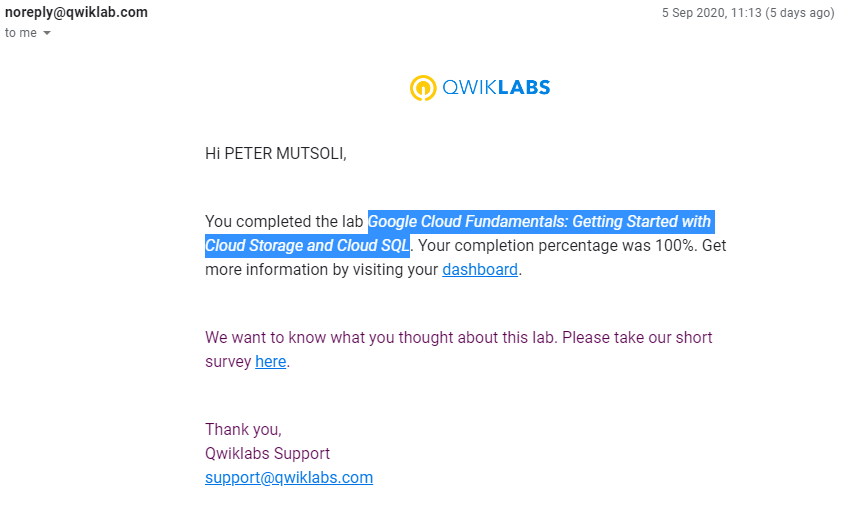 noreply@qwiklab.com
5 Sep 2020, 11:13 (5 days ago)
to me
QWIKLABS
Hi PETER MUTSOLI,
You completed the lab Google Cloud Fundamentals: Getting Started with
Cloud Storage and Cloud SQL. Your completion percentage was 100%. Get
more information by visiting your dashboard.
We want to know what you thought about this lab. Please take our short
survey here.
Thank you,
Qwiklabs Support
support@qwiklabs.com